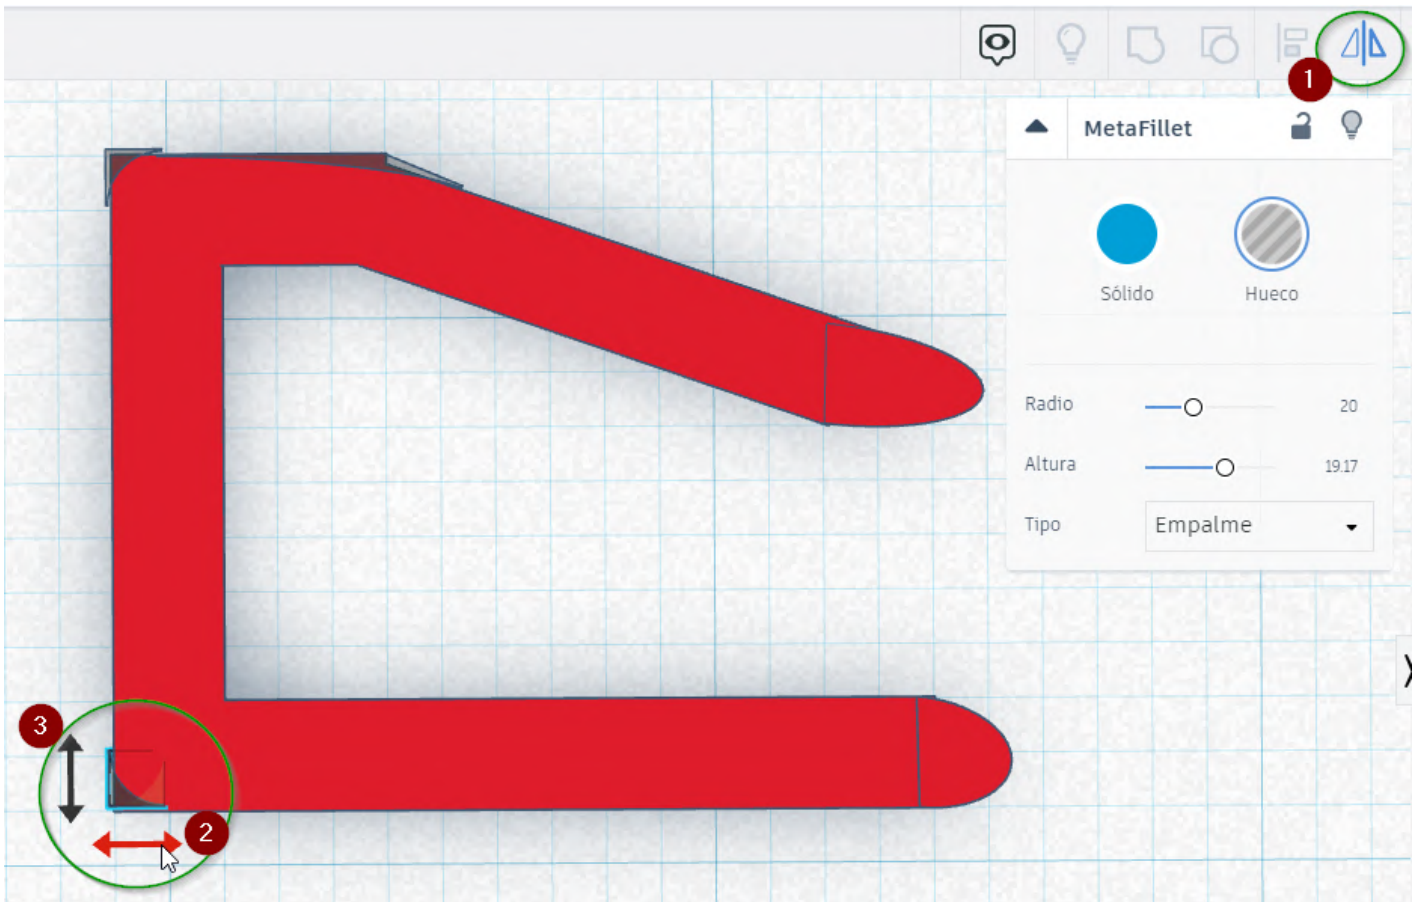 1
MetaFillet
Sólido
Hueco
Radio 20
Altura 19.17
Tipo Empalme
3
2